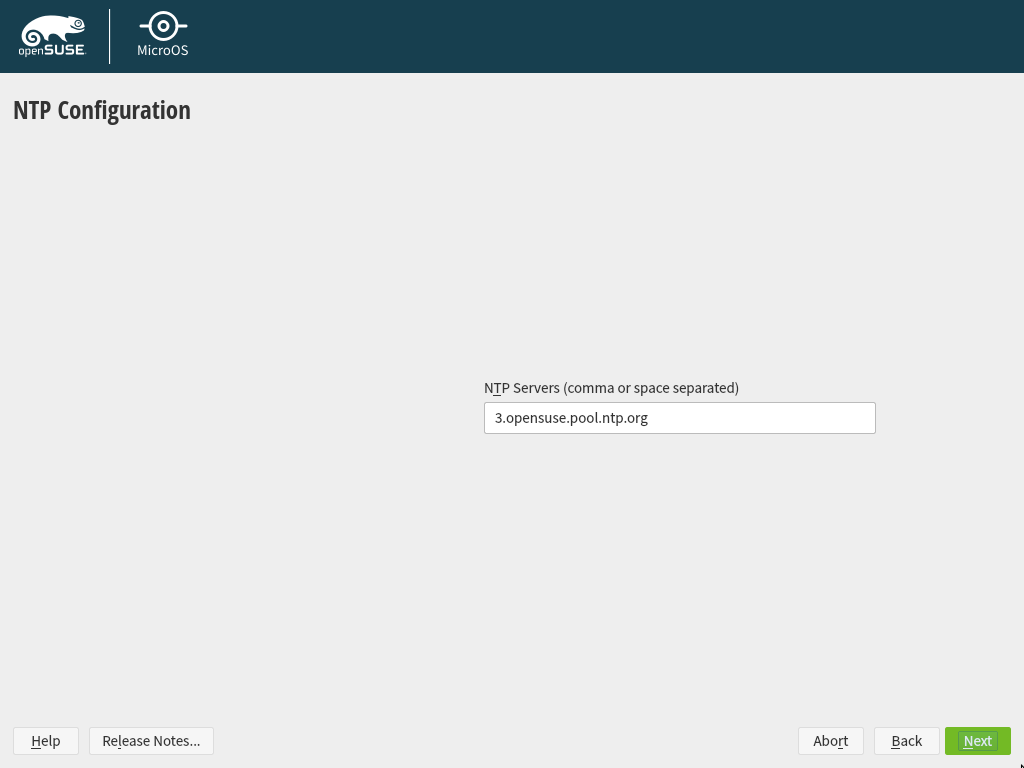 openSUSE
MicroOS
NTP Configuration
NTP Servers (comma or space separated)
3.opensuse.pool.ntp.org
Help
Release Notes...
Abort
Back
Next